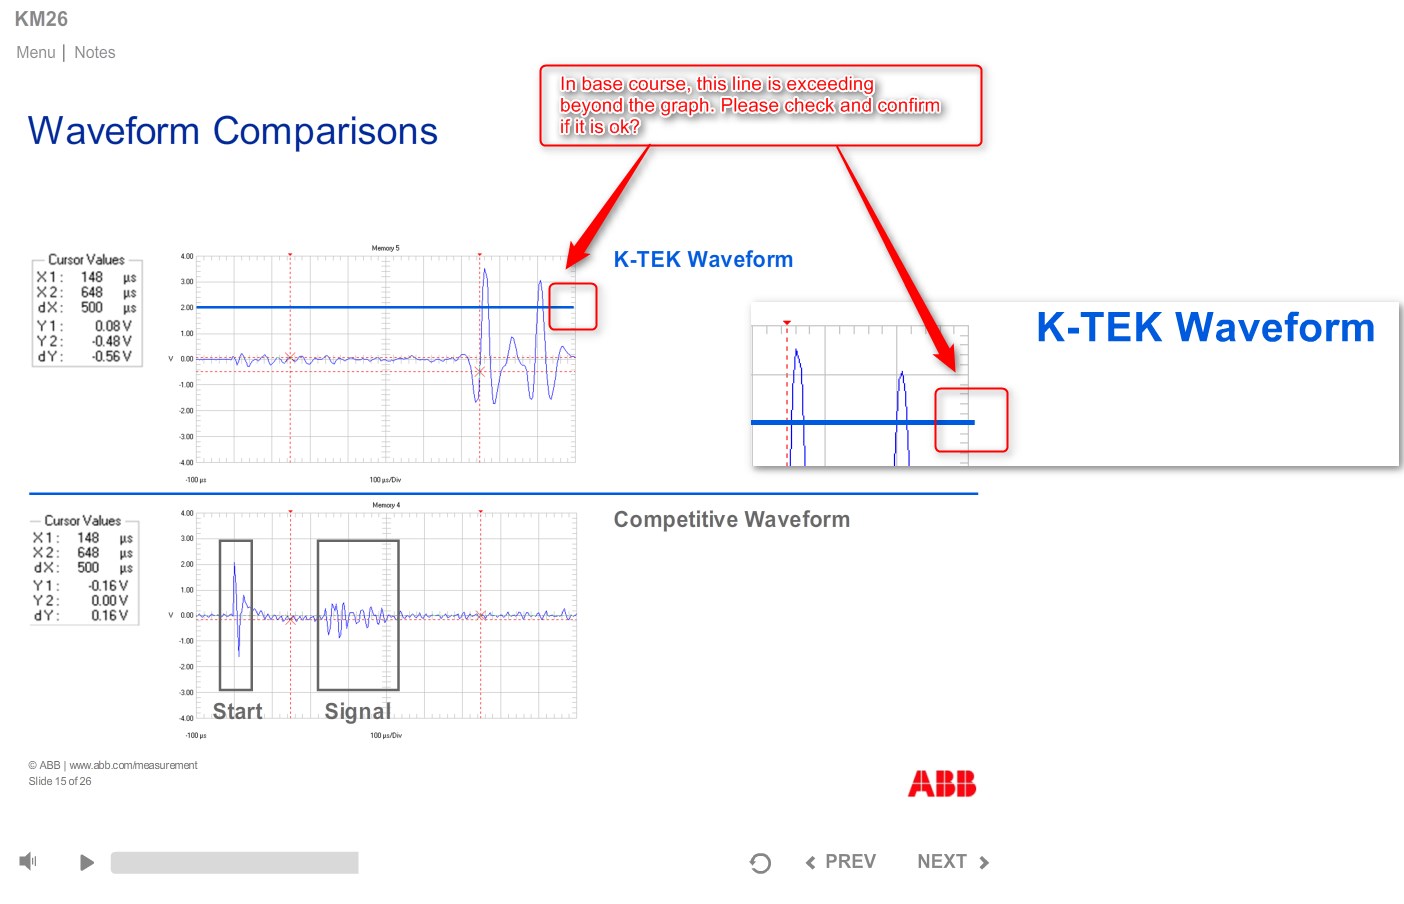 KM26
Menu | Notes
In base course, this line is exceeding
beyond the graph. Please check and confirm
if it is ok?
Waveform Comparisons
Cursor Values
X1: 148 µs
X2: 648 µs
dX: 500 µs
Y1: 0.08 V
Y2: -0.48 V
dY: -0.56 V
Memory 5
4.00
3.00
2.00
1.00
V 0.00
-1.00
-2.00
-3.00
-4.00
-100 µs
100 µs/Div
K-TEK Waveform
K-TEK Waveform
Cursor Values
X1: 148 µs
X2: 648 µs
dX: 500 µs
Y1: -0.16 V
Y2: 0.00 V
dY: 0.16 V
Memory 4
4.00
3.00
2.00
1.00
V 0.00
-1.00
-2.00
-3.00
-4.00
Start
Signal
-100 µs
100 µs/Div
Competitive Waveform
© ABB | www.abb.com/measurement
Slide 15 of 26
ABB
PREV
NEXT